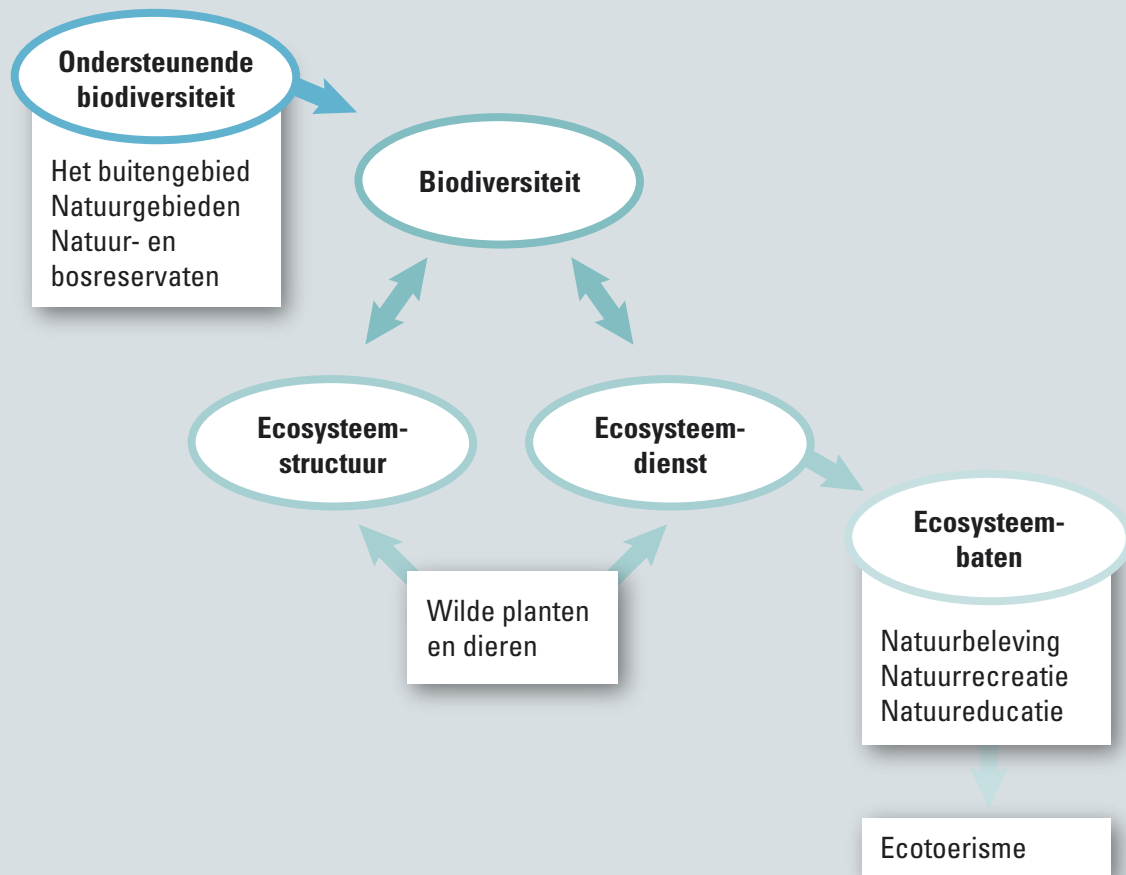 Ondersteunende
biodiversiteit
Het buitengebied
Natuurgebieden
Natuur- en
bosreservaten
Biodiversiteit
Ecosysteem-
structuur
Ecosysteem-
dienst
Wilde planten
en dieren
Ecosysteem-
baten
Natuurbeleving
Natuurrecreatie
Natuureducatie
Ecotoerisme